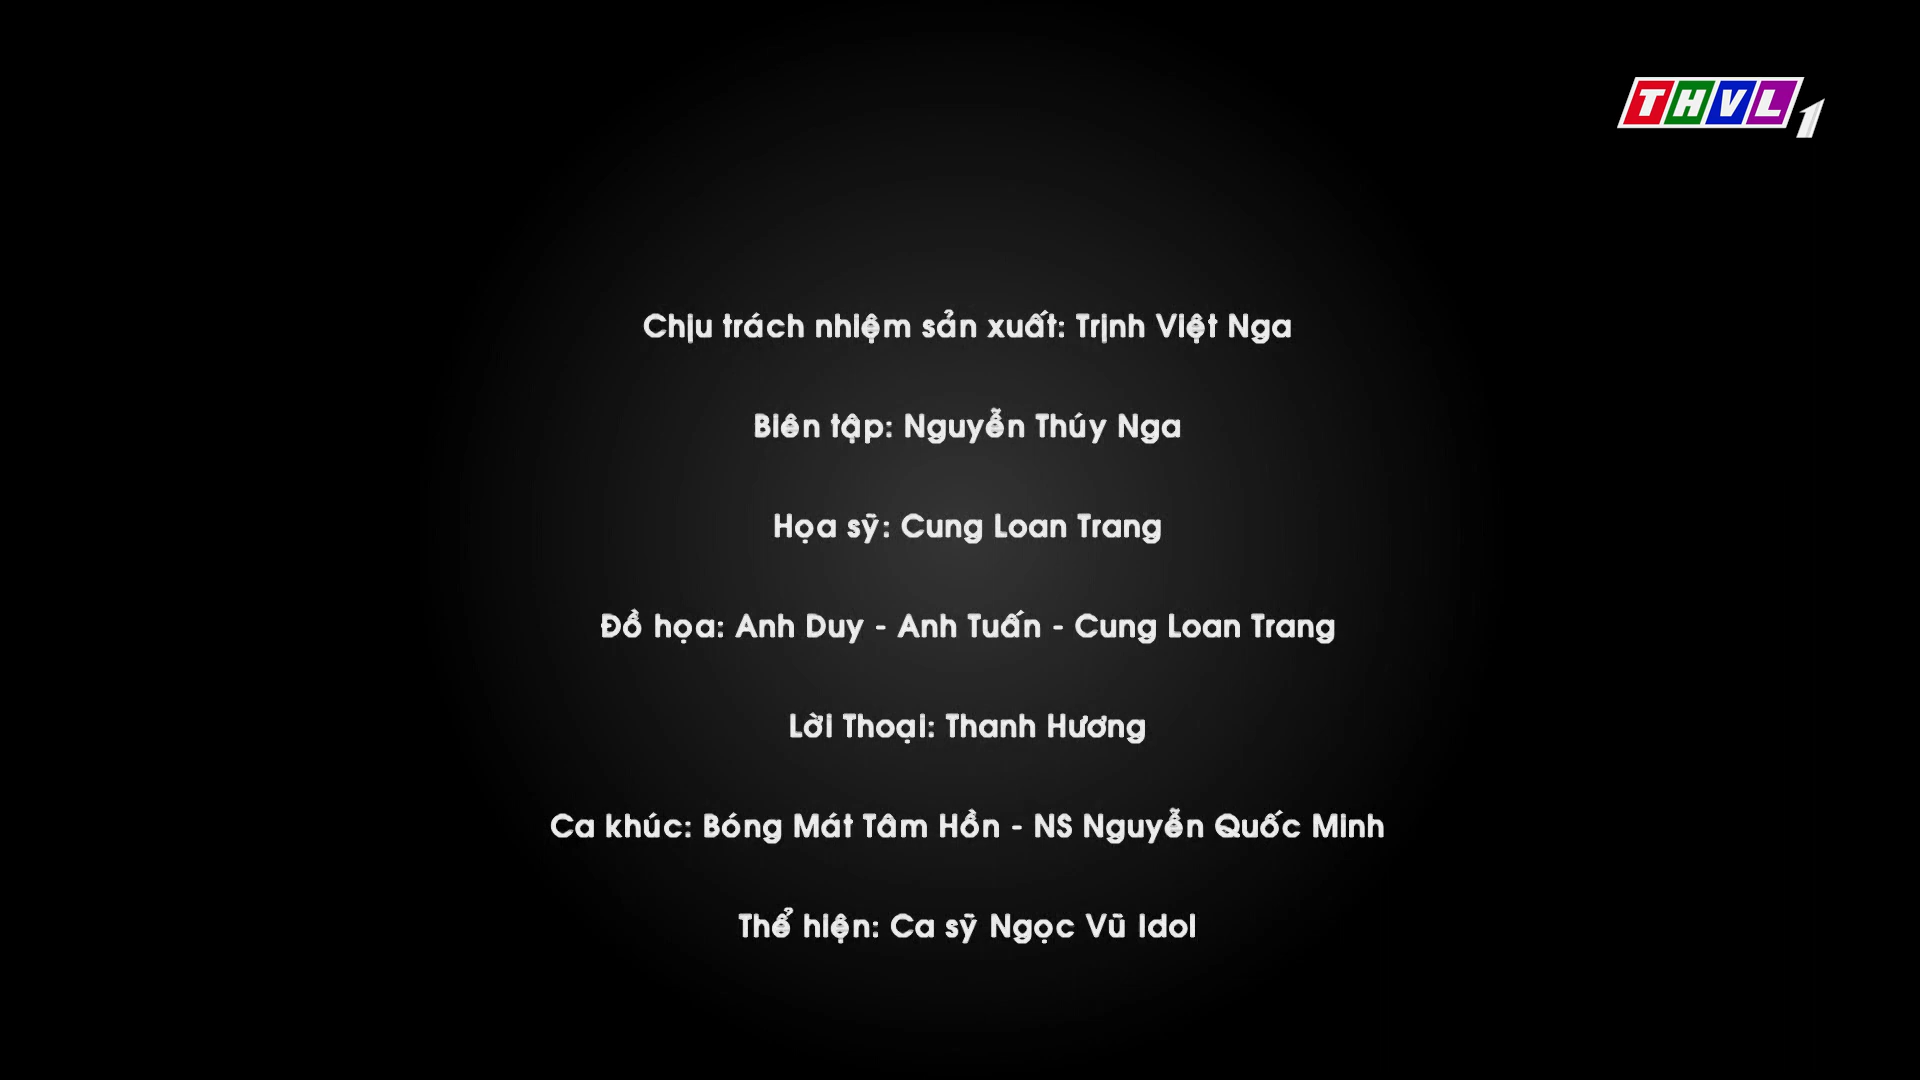 THVL1
Chịu trách nhiệm sản xuất: Trịnh Việt Nga
Biên tập: Nguyễn Thúy Nga
Họa sỹ: Cung Loan Trang
Đồ họa: Anh Duy - Anh Tuấn - Cung Loan Trang
Lời Thoại: Thanh Hương
Ca khúc: Bóng Mát Tâm Hồn - NS Nguyễn Quốc Minh
Thể hiện: Ca sỹ Ngọc Vũ Idol